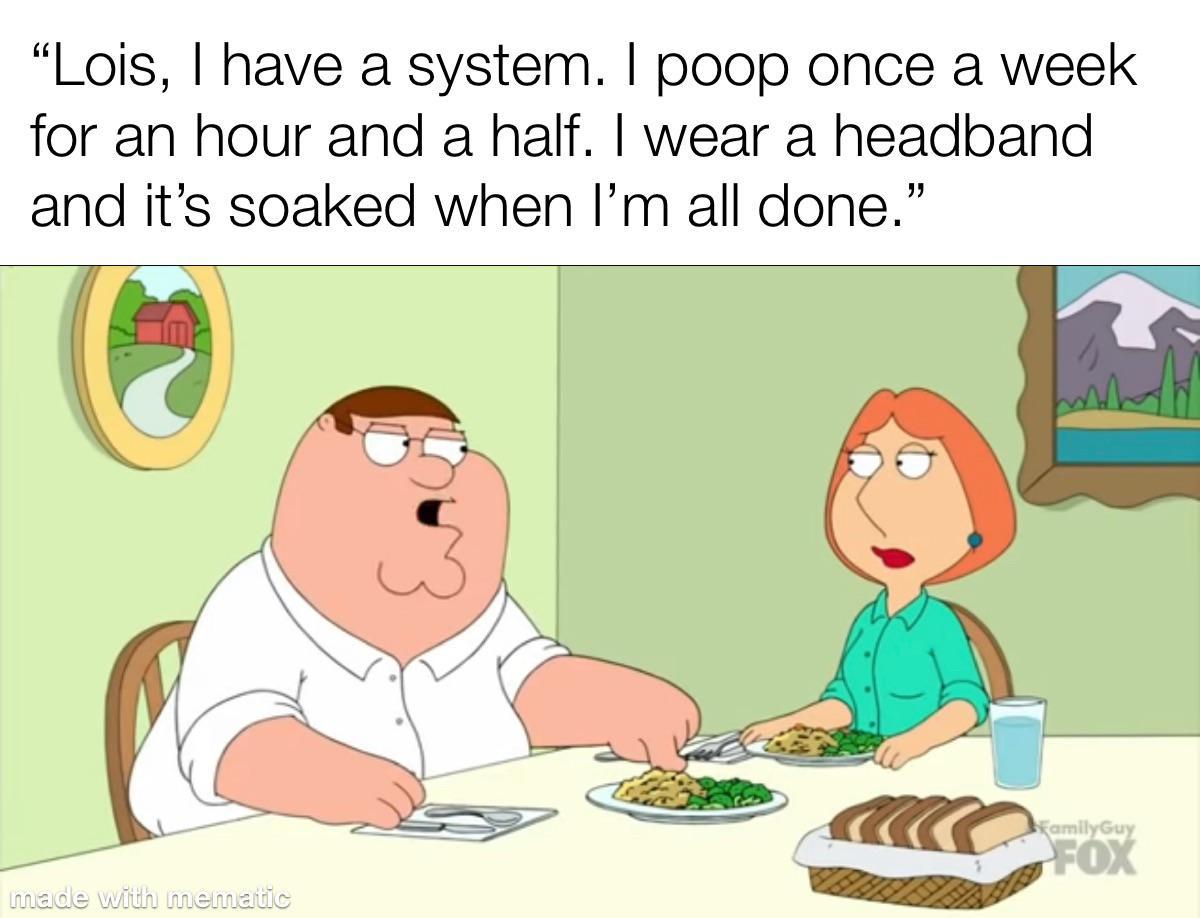 “Lois, I have a system. I poop once a week
for an hour and a half. I wear a headband
and it’s soaked when I’m all done.”
FamilyGuy
FOX
made with mematic